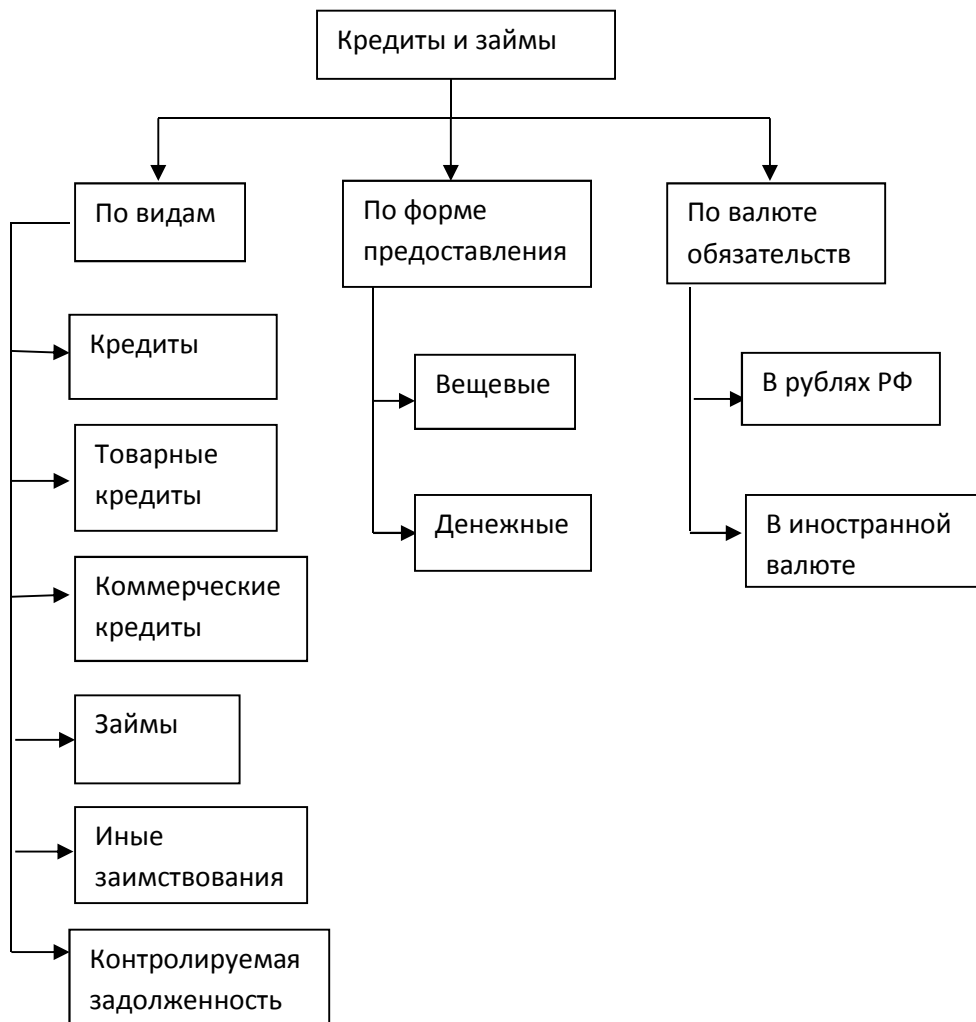 Кредиты и займы
По видам
По форме
предоставления
По валюте
обязательств
Кредиты
Товарные
кредиты
Коммерческие
кредиты
Займы
Иные
заимствования
Контролируемая
задолженность
Вещевые
Денежные
В рублях РФ
В иностранной
валюте